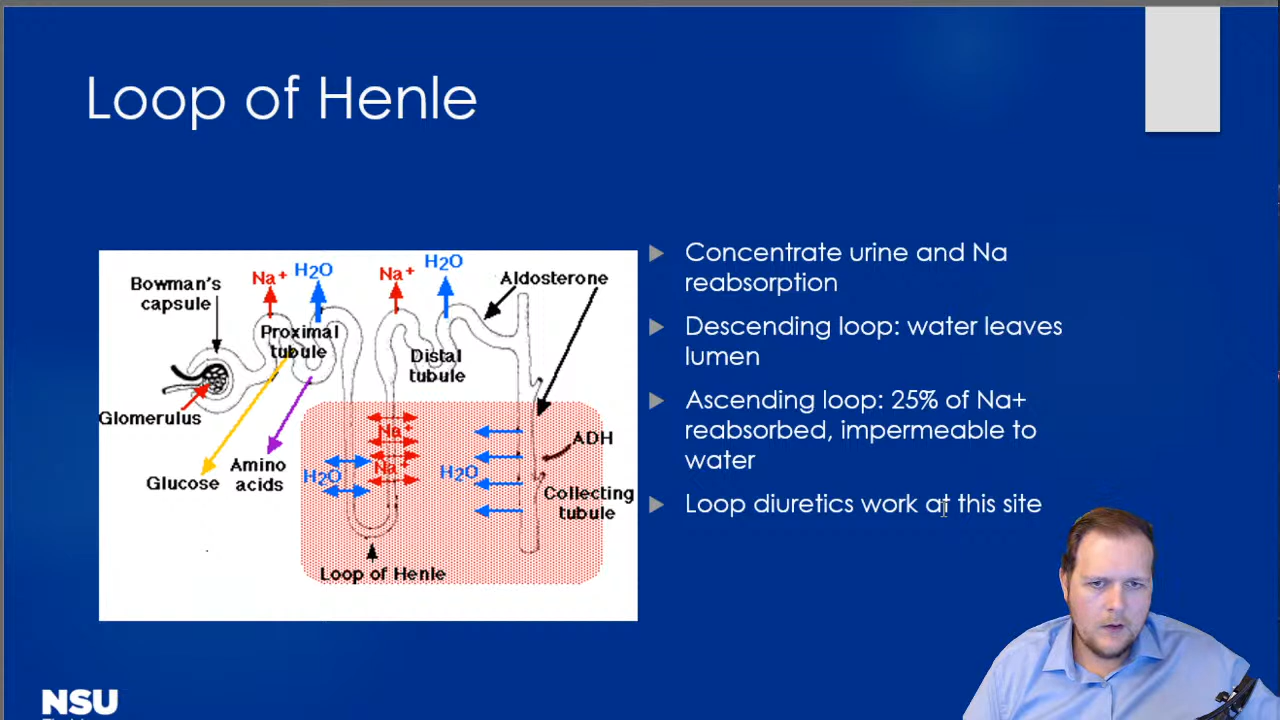 Loop of Henle
Bowman's
capsule
Na+
H2O
Na+
H2O
Aldosterone
Proximal
tubule
Distal
tubule
Glomerulus
Glucose
Amino
acids
Na+
Na+
H2O
H2O
ADH
Collecting
tubule
Loop of Henle
Concentrate urine and Na
reabsorption
Descending loop: water leaves
lumen
Ascending loop: 25% of Na+
reabsorbed, impermeable to
water
Loop diuretics work at this site
NSU